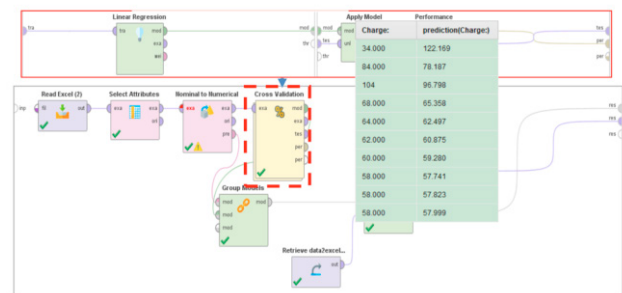 Linear Regression
Apply Model
Performance
tra
tra
mod
exa
wei
mod
thr
tes
thr
mod
unl
mod
tes
per
per
Charge:
prediction(Charge:)
34.000
122.169
84.000
78.187
104
96.798
68.000
65.358
64.000
62.497
62.000
60.875
60.000
59.280
58.000
57.741
58.000
57.823
58.000
57.999
Read Excel (2)
Select Attributes
Nominal to Numerical
Cross Validation
inp
fil
out
exa
exa
ori
exa
exa
ori
pre
exa
mod
exa
tes
per
per
res
res
res
Group Models
mod
mod
mod
mod
Retrieve data2excel...
out